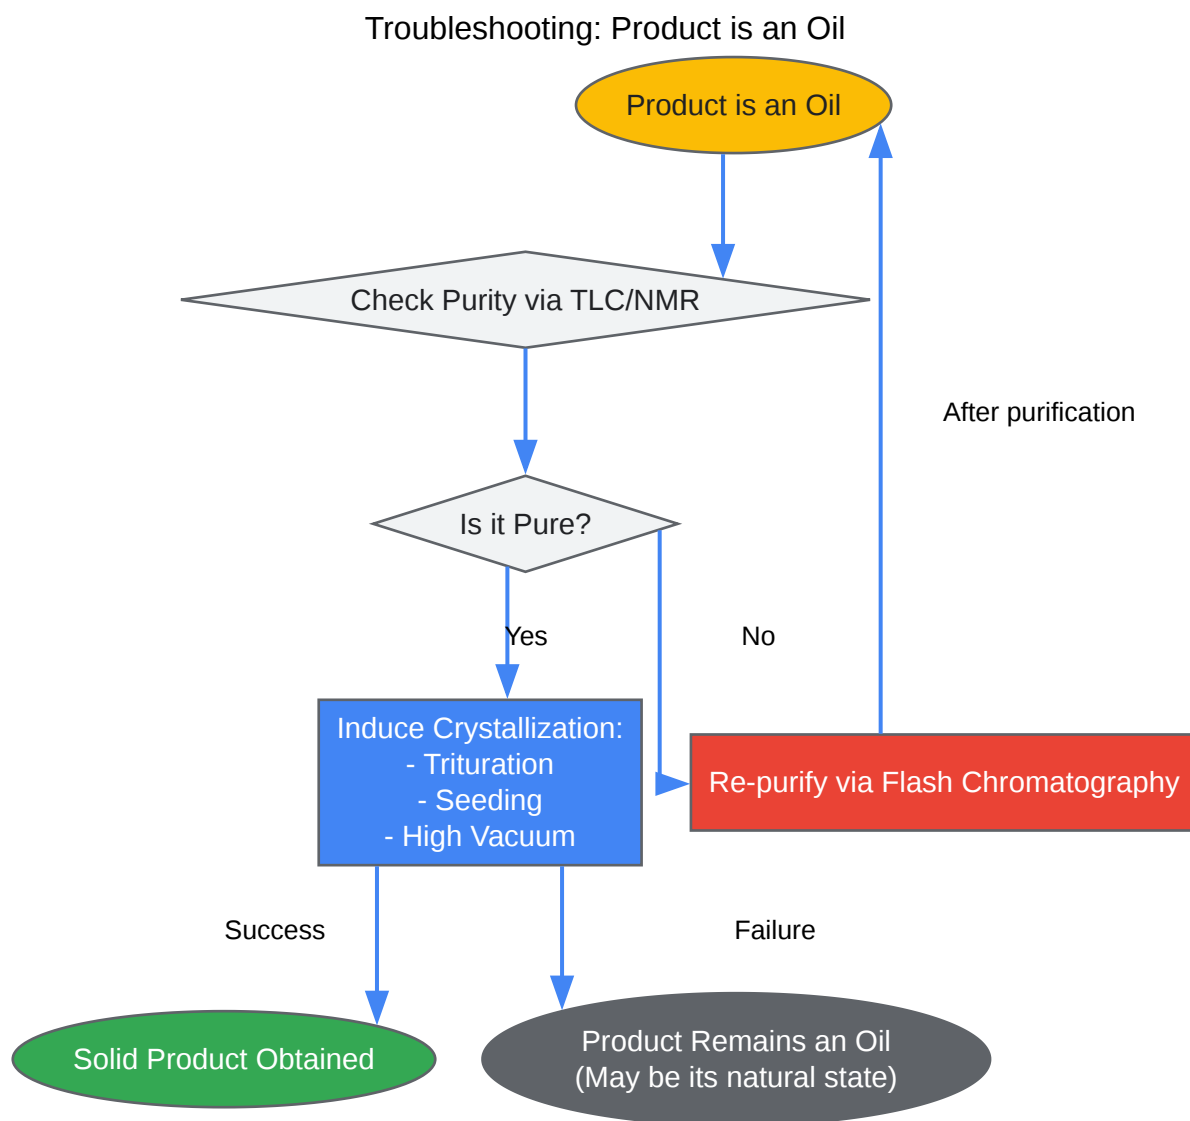 Troubleshooting: Product is an Oil
Product is an Oil
Check Purity via TLC/NMR
After purification
Is it Pure?
Yes
No
Induce Crystallization:
- Trituration
- Seeding
- High Vacuum
Re-purify via Flash Chromatography
Success
Failure
Solid Product Obtained
Product Remains an Oil
(May be its natural state)